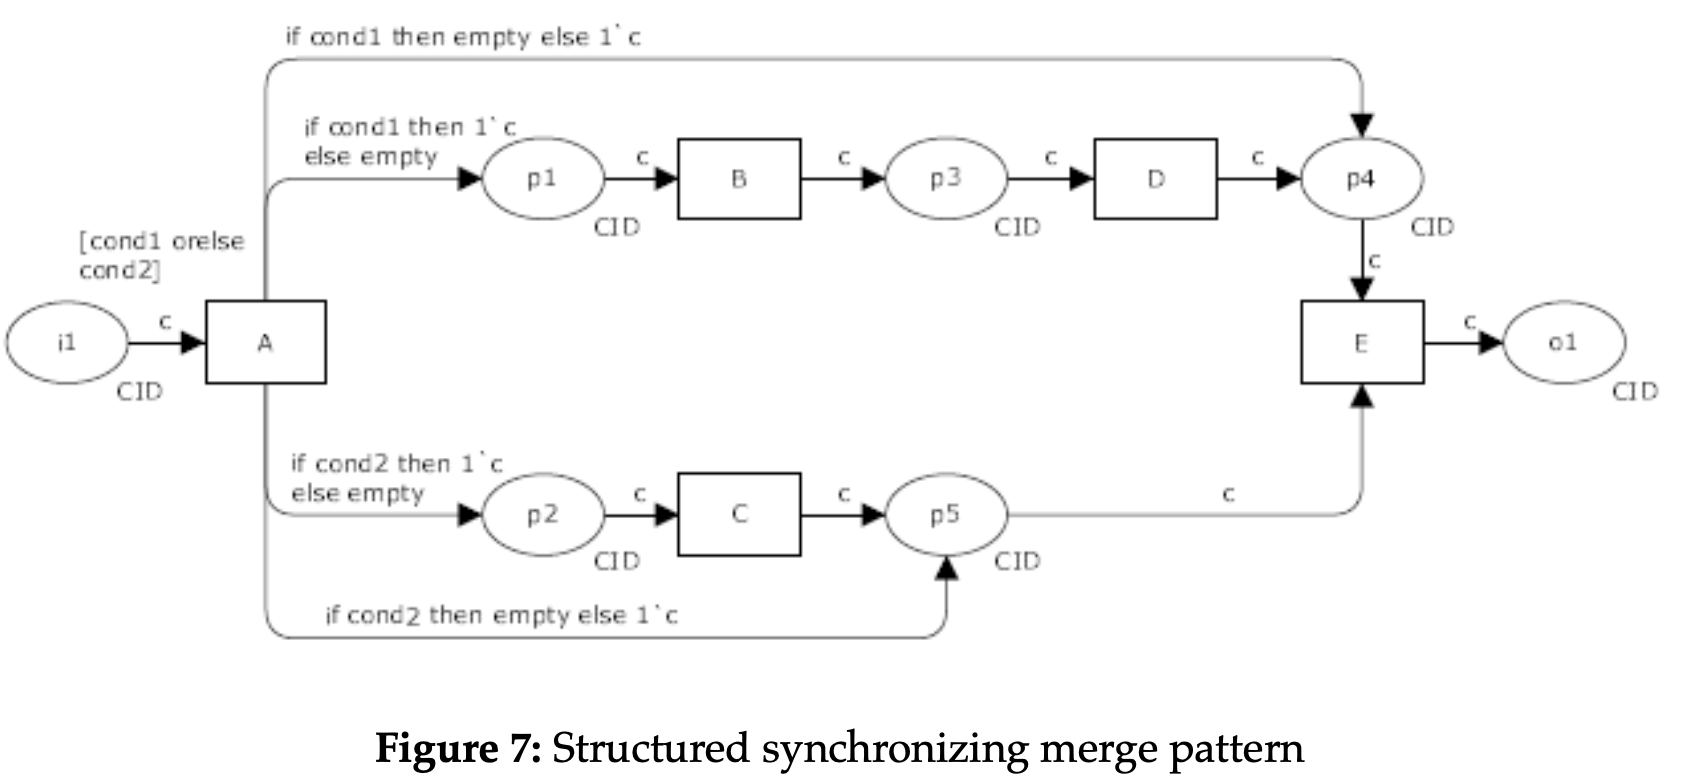 if cond1 then empty else 1`c
if cond1 then 1`c
else empty
p1
c
B
c
p3
c
D
c
p4
CID
CID
CID
[cond1 orelse
cond2]
c
i1
c
A
E
c
o1
CID
CID
if cond2 then 1`c
else empty
p2
c
C
c
p5
c
CID
CID
if cond2 then empty else 1`c
Figure 7: Structured synchronizing merge pattern